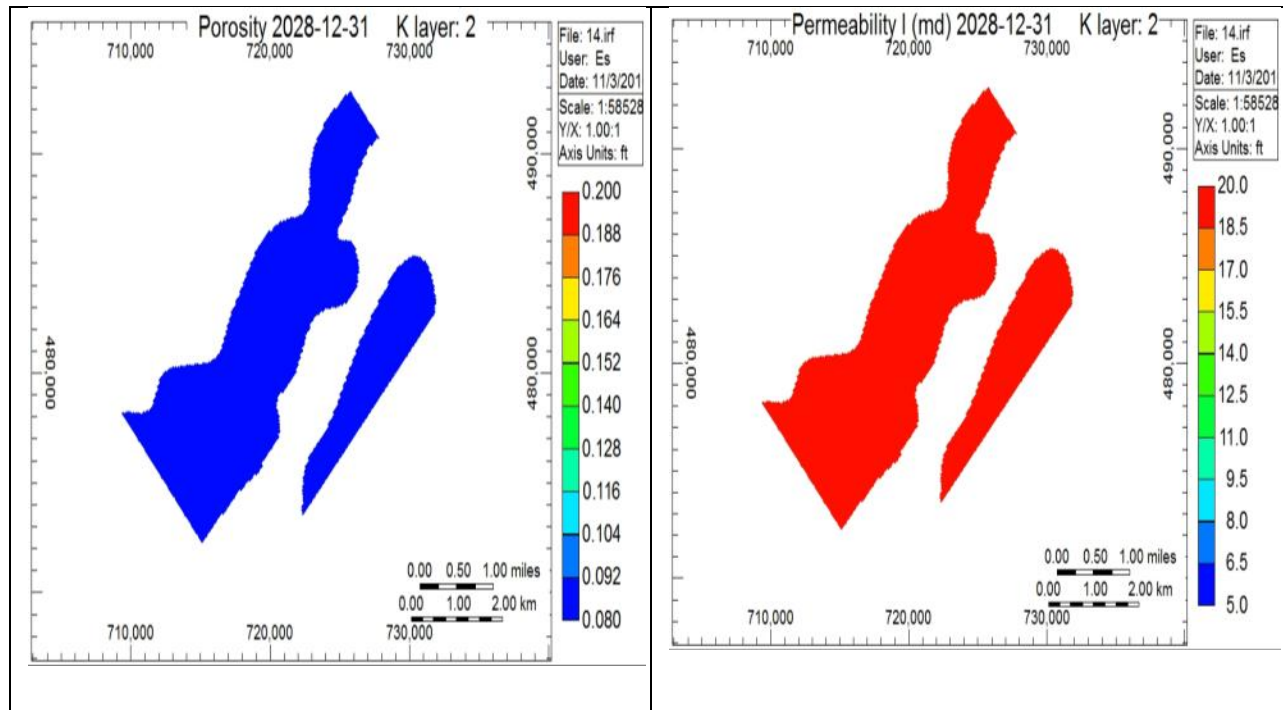 Porosity 2028-12-31 K layer: 2
710,000 720,000 730,000
File: 14.irf
User: Es
Date: 11/3/201
Scale: 1:58528
Y/X: 1.00:1
Axis Units: ft
490,000
480,000
480,000
0.200
0.188
0.176
0.164
0.152
0.140
0.128
0.116
0.104
0.092
0.080
0.00 0.50 1.00 miles
0.00 1.00 2.00 km
710,000 720,000 730,000
Permeability I (md) 2028-12-31 K layer: 2
710,000 720,000 730,000
File: 14.irf
User: Es
Date: 11/3/201
Scale: 1:58528
Y/X: 1.00:1
Axis Units: ft
490,000
480,000
480,000
20.0
18.5
17.0
15.5
14.0
12.5
11.0
9.5
8.0
6.5
5.0
0.00 0.50 1.00 miles
0.00 1.00 2.00 km
710,000 720,000 730,000